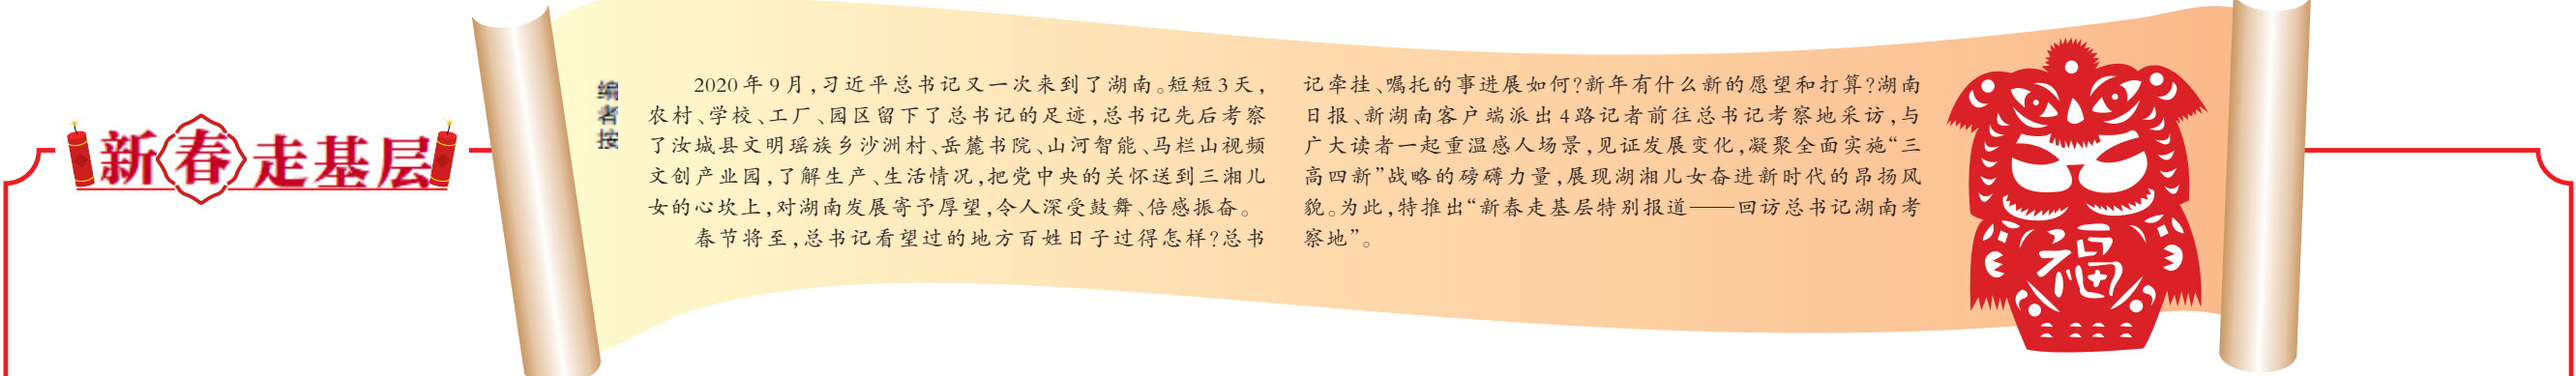 新春走基层
编者按
2020年9月,习近平总书记又一次来到了湖南。短短3天,
农村、学校、工厂、园区留下了总书记的足迹,总书记先后考察
了汝城县文明瑶族乡沙洲村、岳麓书院、山河智能、马栏山视频
文创产业园,了解生产、生活情况,把党中央的关怀送到三湘儿
女的心坎上,对湖南发展寄予厚望,令人深受鼓舞、倍感振奋。
春节将至,总书记看望过的地方百姓日子过得怎样?总书
记牵挂、嘱托的事进展如何?新年有什么新的愿望和打算?湖南
日报、新湖南客户端派出4路记者前往总书记考察地采访,与
广大读者一起重温感人场景,见证发展变化,凝聚全面实施“三
高四新”战略的磅礴力量,展现湖湘儿女奋进新时代的昂扬风
貌。为此,特推出“新春走基层特别报道——回访总书记湖南考
察地”。
福